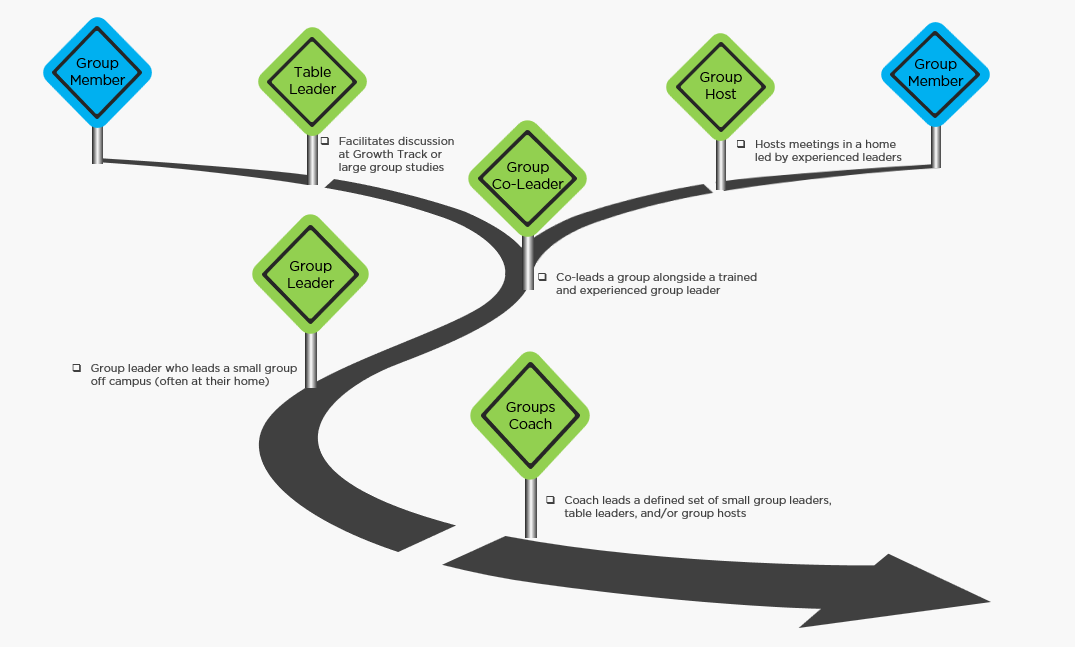 Group
Member
Table
Leader
Group
Host
Group
Member
❑ Facilitates discussion
at Growth Track or
large group studies
❑ Hosts meetings in a home
led by experienced leaders
Group
Co-Leader
❑ Co-leads a group alongside a trained
and experienced group leader
Group
Leader
❑ Group leader who leads a small group
off campus (often at their home)
Groups
Coach
❑ Coach leads a defined set of small group leaders,
table leaders, and/or group hosts